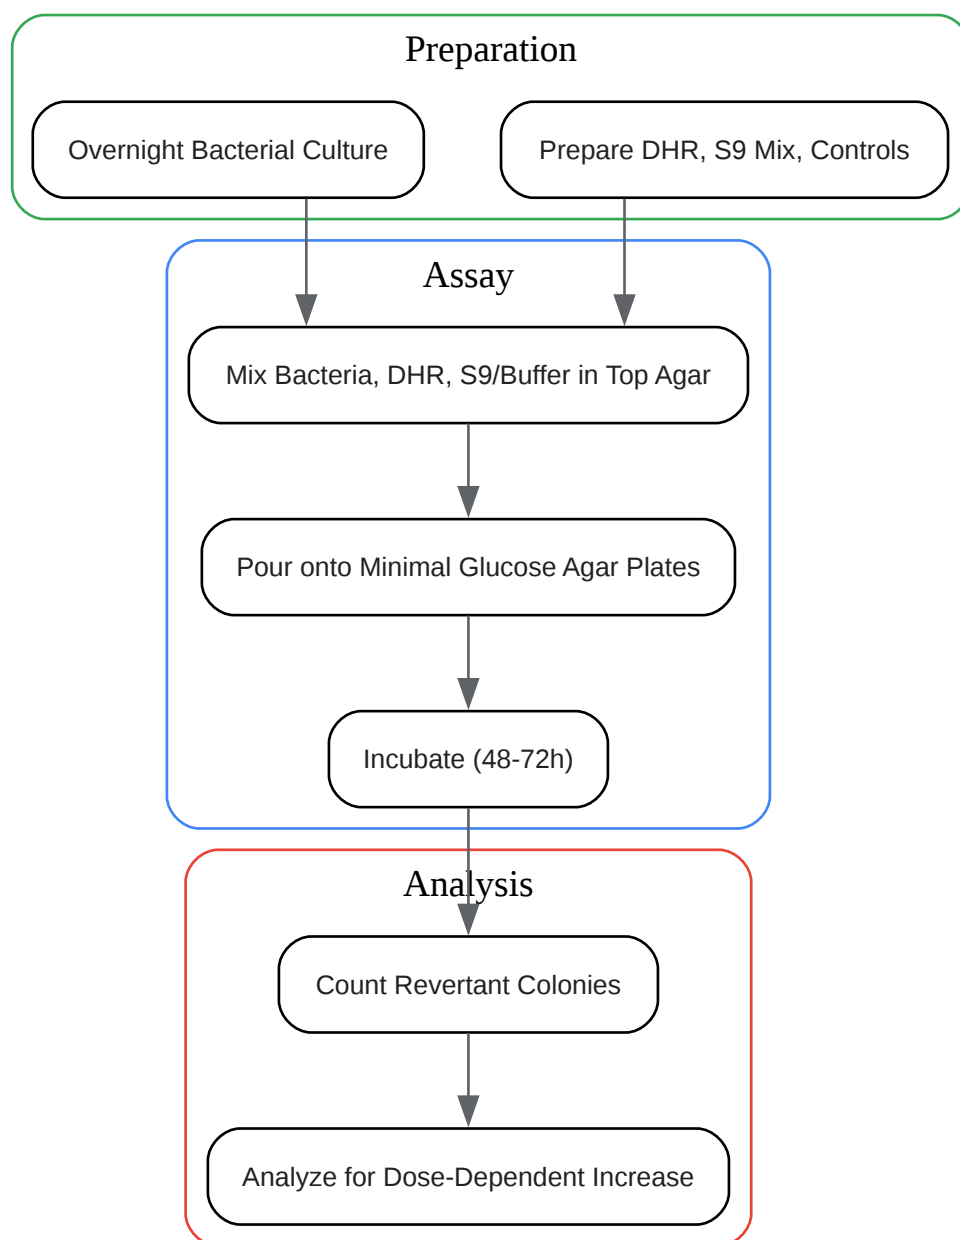 Preparation
Overnight Bacterial Culture
Prepare DHR, S9 Mix, Controls
Assay
Mix Bacteria, DHR, S9/Buffer in Top Agar
Pour onto Minimal Glucose Agar Plates
Incubate (48-72h)
Analysis
Count Revertant Colonies
Analyze for Dose-Dependent Increase